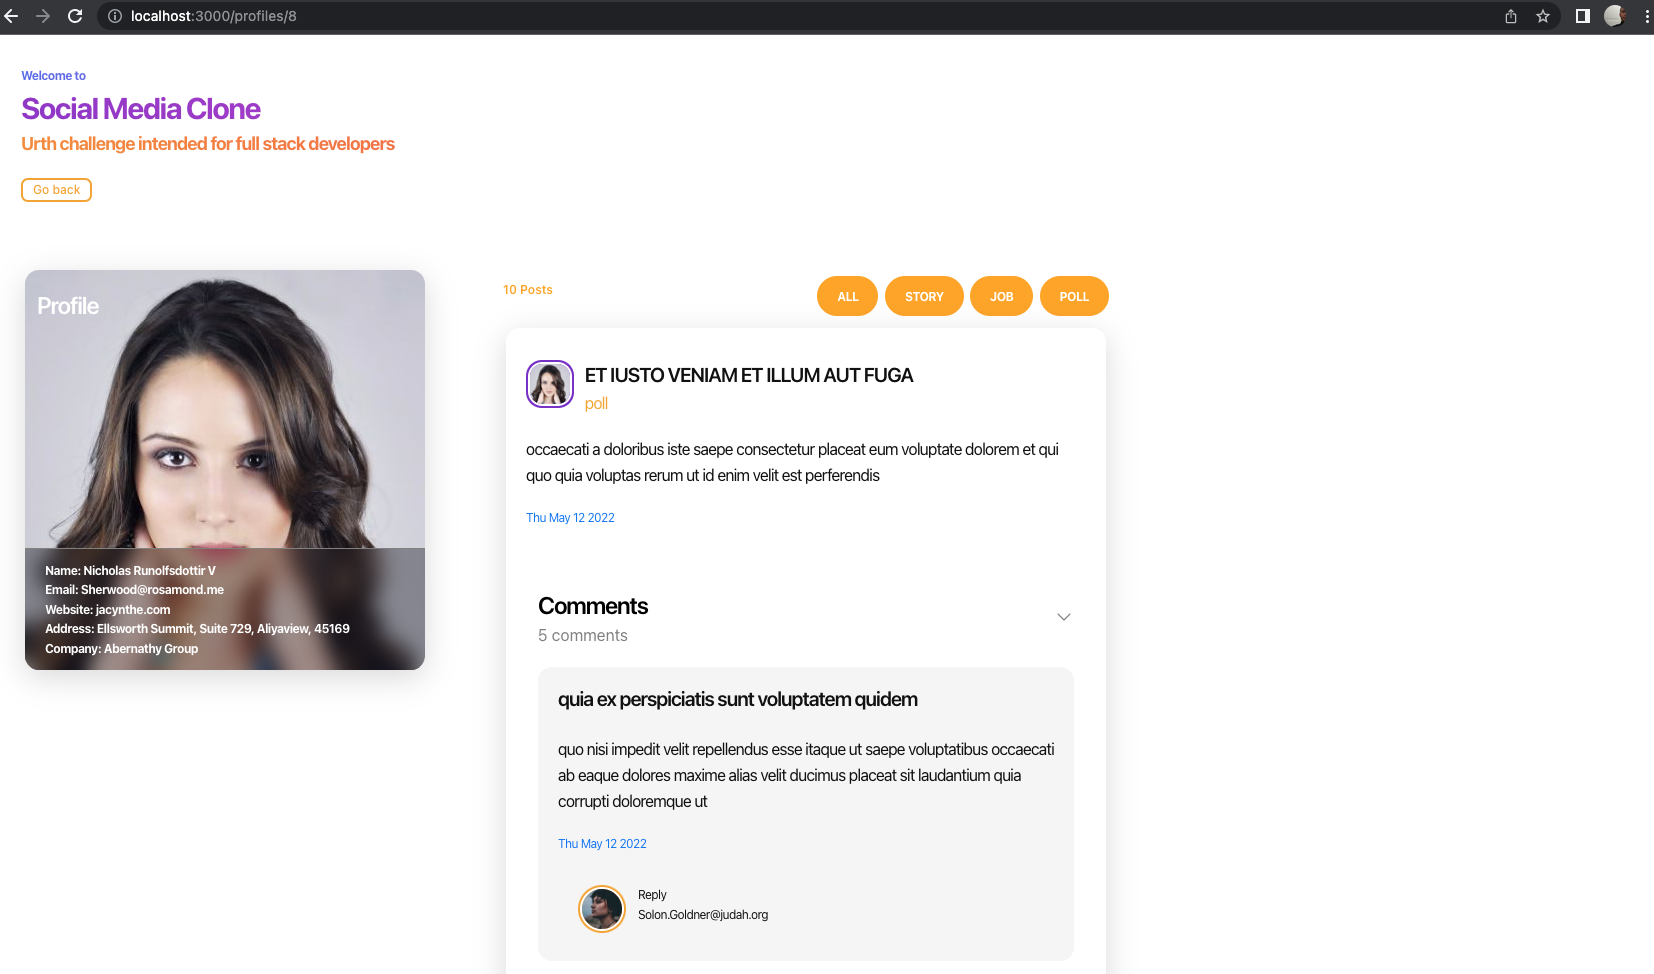 localhost:3000/profiles/8
Welcome to
Social Media Clone
Urth challenge intended for full stack developers
Go back
Profile
Name: Nicholas Runolfsdottir V
Email: Sherwood@rosamond.me
Website: jacynthe.com
Address: Ellsworth Summit, Suite 729, Aliyaview, 45169
Company: Abernathy Group
10 Posts
ALL
STORY
JOB
POLL
ET IUSTO VENIAM ET ILLUM AUT FUGA
poll
occaecati a doloribus iste saepe consectetur placeat eum voluptate dolorem et qui
quo quia voluptas rerum ut id enim velit est perferendis
Thu May 12 2022
Comments
5 comments
quia ex perspiciatis sunt voluptatem quidem
quo nisi impedit velit repellendus esse itaque ut saepe voluptatibus occaecati
ab eaque dolores maxime alias velit ducimus placeat sit laudantium quia
corrupti doloremque ut
Thu May 12 2022
Reply
Solon.Goldner@judah.org